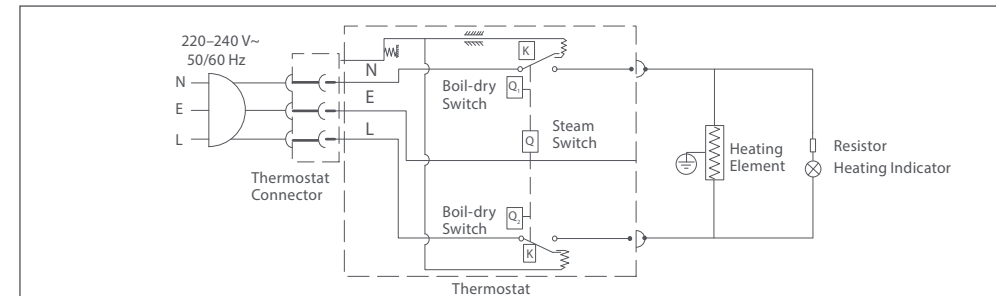 220–240 V~
50/60 Hz
N
E
L
Thermostat
Connector
N
E
L
K
Boil-dry
Switch
Q1
Q
Steam
Switch
Boil-dry
Switch
Q2
K
Thermostat
Heating
Element
Resistor
Heating Indicator